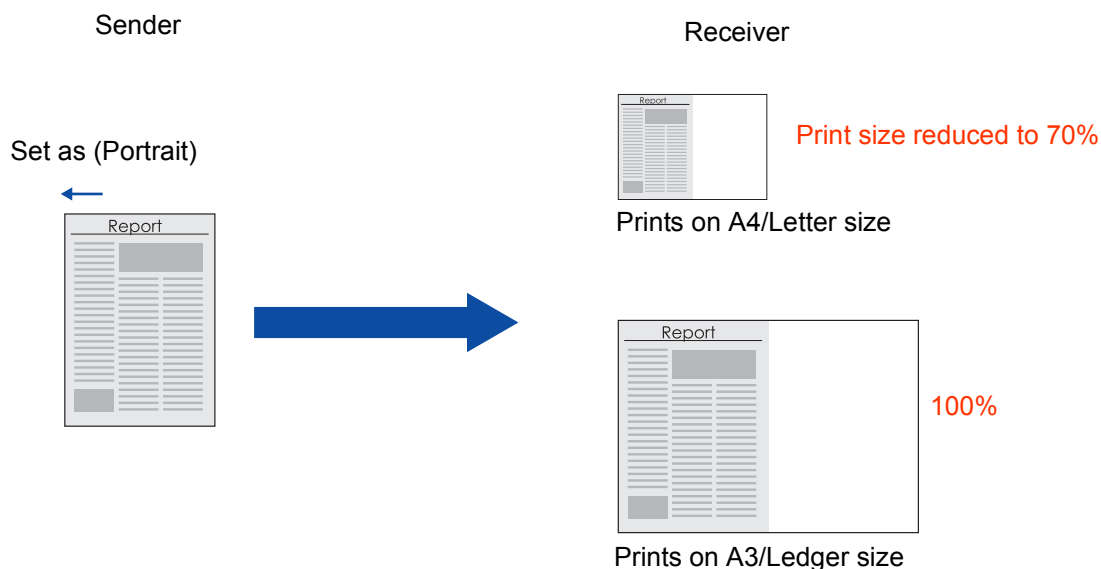 Sender
Receiver
Set as (Portrait)
Report
Report
Print size reduced to 70%
Prints on A4/Letter size
Report
100%
Prints on A3/Ledger size